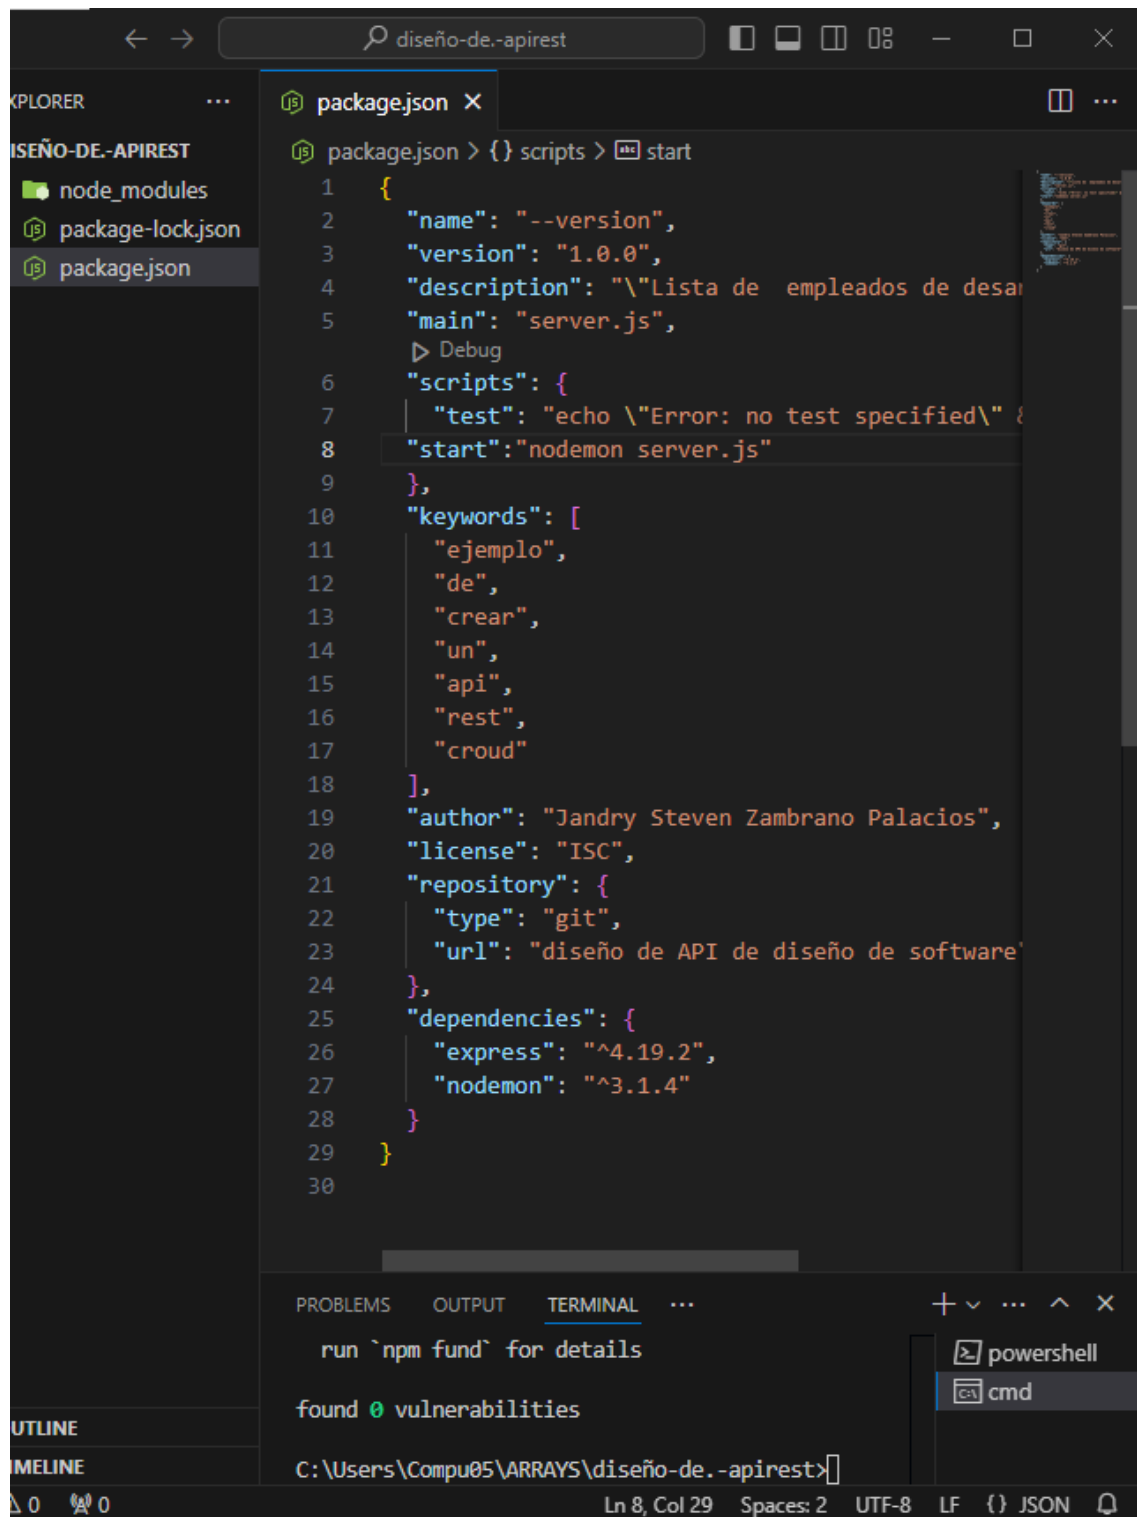 diseño-de.-apirest
XPLORER
package.json
ISEÑO-DE.-APIREST
package.json > {} scripts > abc start
node_modules
package-lock.json
package.json
1 {
2 "name": "--version",
3 "version": "1.0.0",
4 "description": "\"Lista de  empleados de desar
5 "main": "server.js",
Debug
6 "scripts": {
7 "test": "echo \"Error: no test specified\" &
8 "start":"nodemon server.js"
9 },
10 "keywords": [
11 "ejemplo",
12 "de",
13 "crear",
14 "un",
15 "api",
16 "rest",
17 "croud"
18 ],
19 "author": "Jandry Steven Zambrano Palacios",
20 "license": "ISC",
21 "repository": {
22 "type": "git",
23 "url": "diseño de API de diseño de software"
24 },
25 "dependencies": {
26 "express": "^4.19.2",
27 "nodemon": "^3.1.4"
28 }
29 }
30
PROBLEMS OUTPUT TERMINAL
run `npm fund` for details
powershell
cmd
found 0 vulnerabilities
UTLINE
IMELINE
C:\Users\Compu05\ARRAYS\diseño-de.-apirest>
0 0 Ln 8, Col 29 Spaces: 2 UTF-8 LF {} JSON